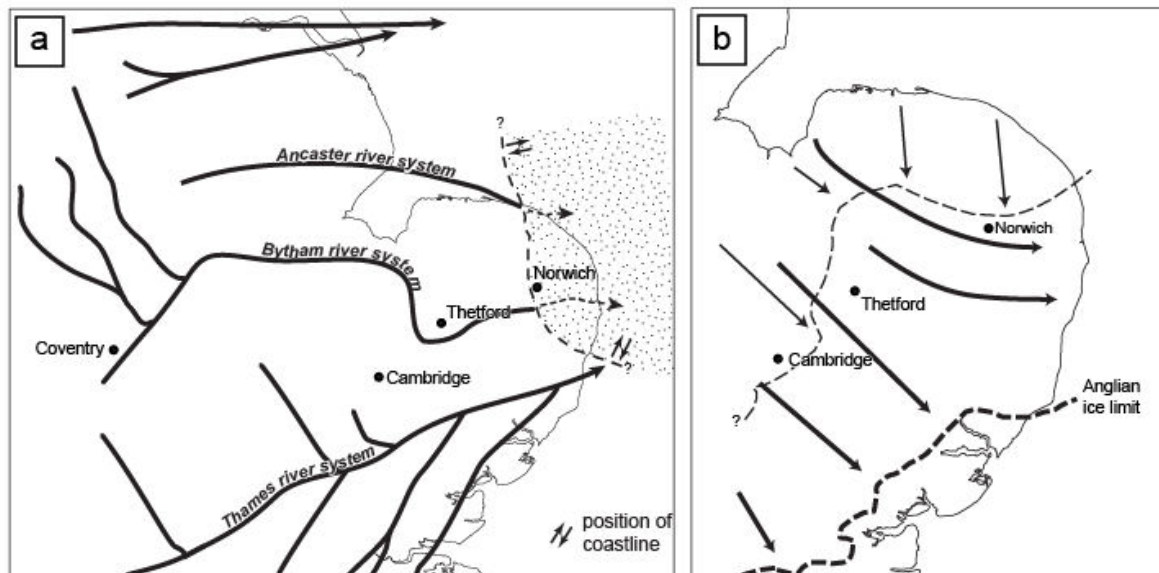 a
Ancaster river system
?
Bytham river system
Norwich
Thetford
Coventry
Cambridge
?
Thames river system
position of
coastline
b
Norwich
Thetford
Cambridge
Anglian
ice limit
?